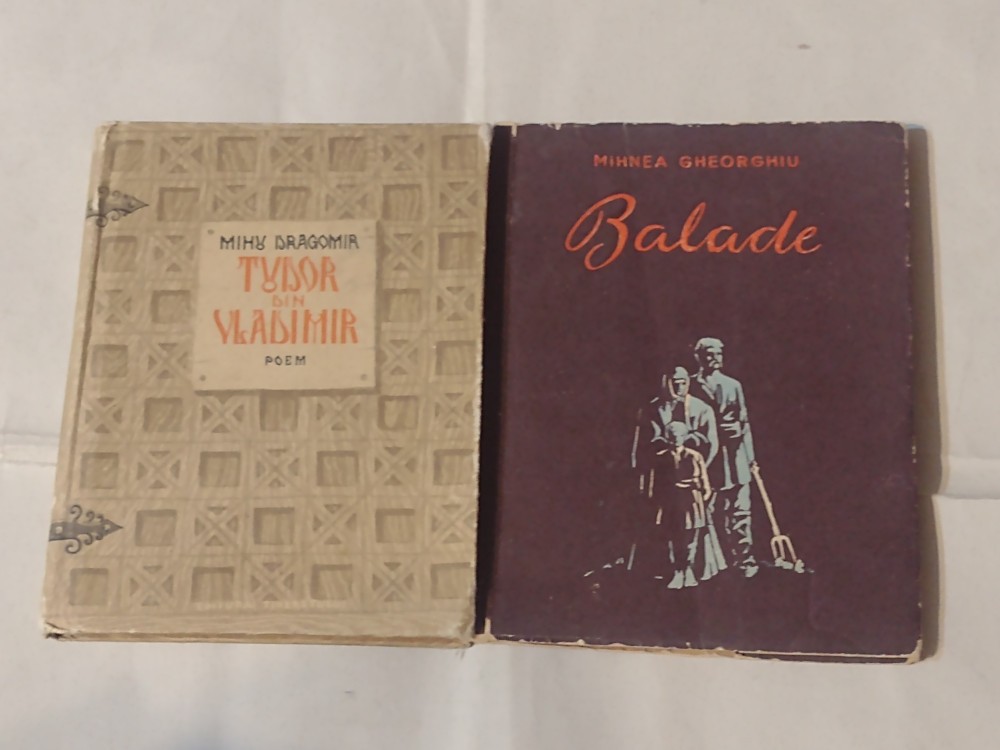 MIHU DRAGOMIR
TUDOR
DIN
VLADIMIR
POEM
MIHNEA GHEORGHIU
Balade